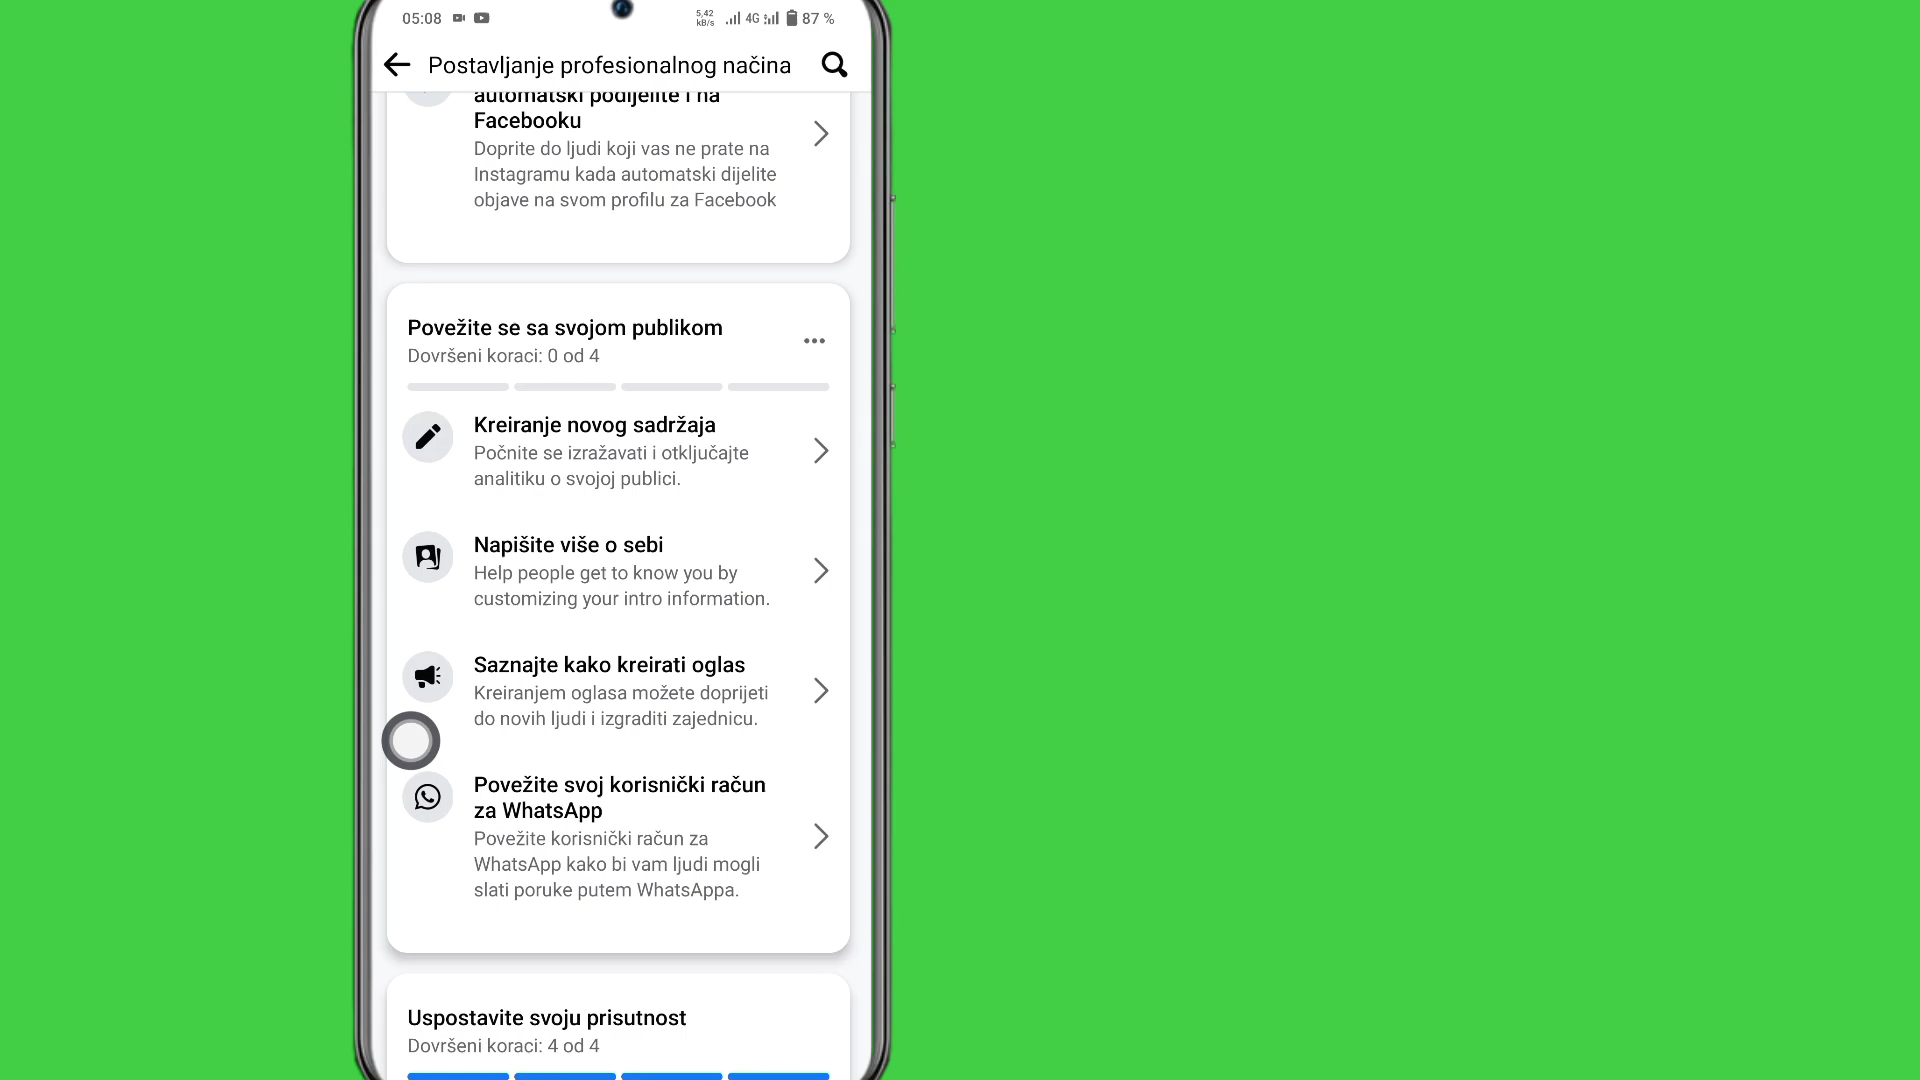 05:08
5,42
kB/s
4G
87 %
Postavljanje profesionalnog načina
automatski podijelite i na
Facebooku
Doprite do ljudi koji vas ne prate na
Instagramu kada automatski dijelite
objave na svom profilu za Facebook
Povežite se sa svojom publikom
Dovršeni koraci: 0 od 4
Kreiranje novog sadržaja
Počnite se izražavati i otključajte
analitiku o svojoj publici.
Napišite više o sebi
Help people get to know you by
customizing your intro information.
Saznajte kako kreirati oglas
Kreiranjem oglasa možete doprijeti
do novih ljudi i izgraditi zajednicu.
Povežite svoj korisnički račun
za WhatsApp
Povežite korisnički račun za
WhatsApp kako bi vam ljudi mogli
slati poruke putem WhatsAppa.
Uspostavite svoju prisutnost
Dovršeni koraci: 4 od 4